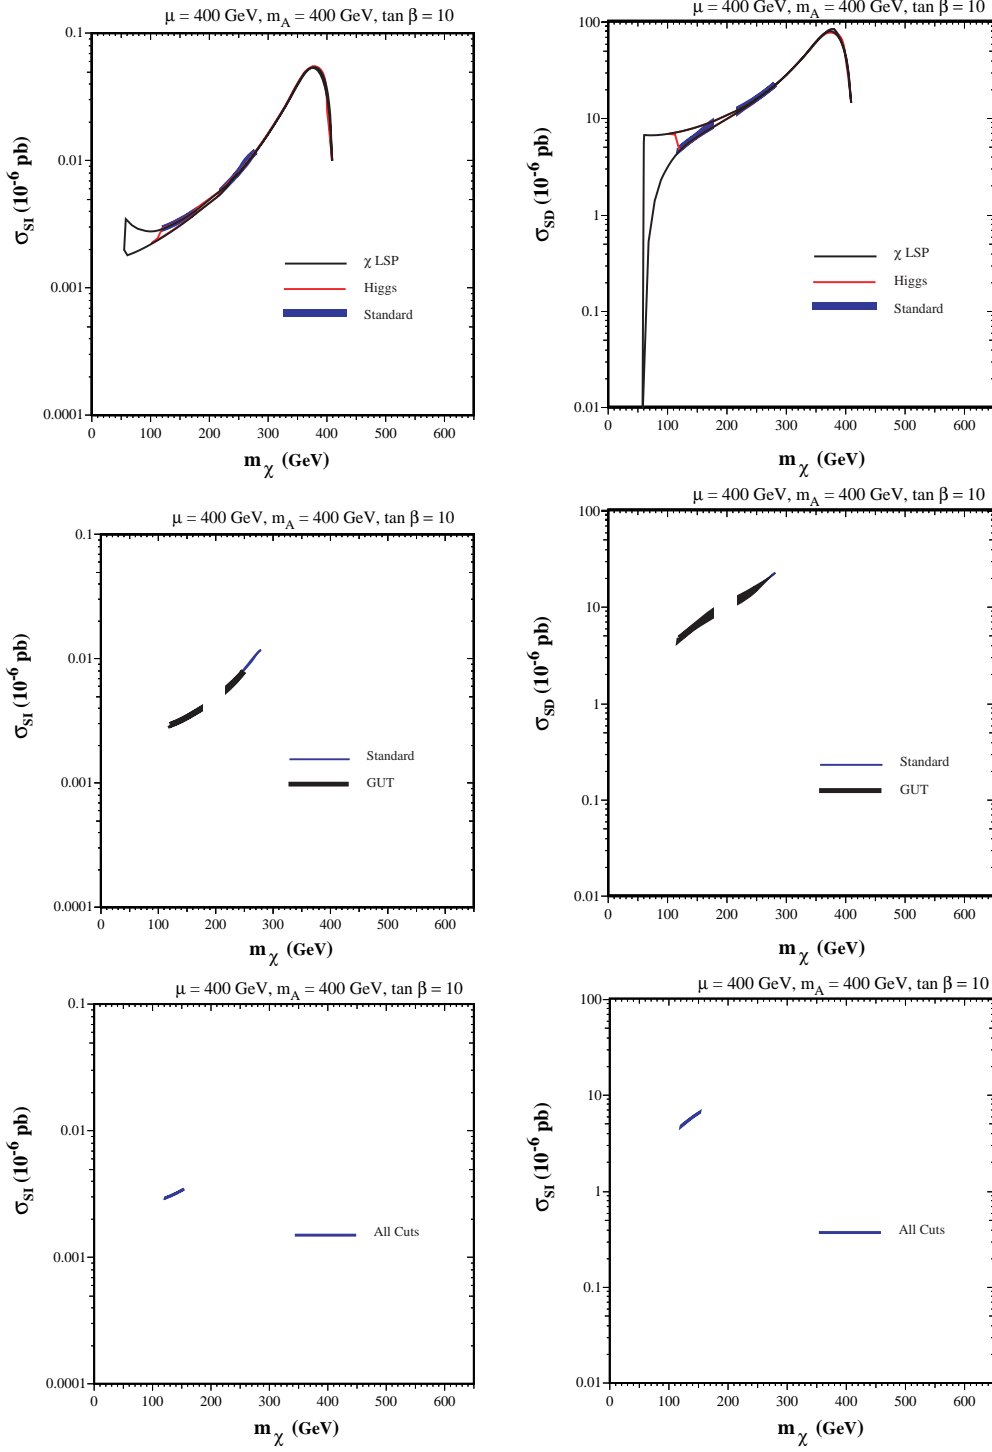 μ = 400 GeV, m_A = 400 GeV, tan β = 10
0.1
0.01
0.001
0.0001
σ_SI (10^-6 pb)
χ LSP
Higgs
Standard
0 100 200 300 400 500 600
m_χ (GeV)
μ = 400 GeV, m_A = 400 GeV, tan β = 10
100
10
1
0.1
0.01
σ_SD (10^-6 pb)
χ LSP
Higgs
Standard
0 100 200 300 400 500 600
m_χ (GeV)
μ = 400 GeV, m_A = 400 GeV, tan β = 10
0.1
0.01
0.001
0.0001
σ_SI (10^-6 pb)
Standard
GUT
0 100 200 300 400 500 600
m_χ (GeV)
μ = 400 GeV, m_A = 400 GeV, tan β = 10
100
10
1
0.1
0.01
σ_SD (10^-6 pb)
Standard
GUT
0 100 200 300 400 500 600
m_χ (GeV)
μ = 400 GeV, m_A = 400 GeV, tan β = 10
0.1
0.01
0.001
0.0001
σ_SI (10^-6 pb)
All Cuts
0 100 200 300 400 500 600
m_χ (GeV)
μ = 400 GeV, m_A = 400 GeV, tan β = 10
100
10
1
0.1
0.01
σ_SI (10^-6 pb)
All Cuts
0 100 200 300 400 500 600
m_χ (GeV)